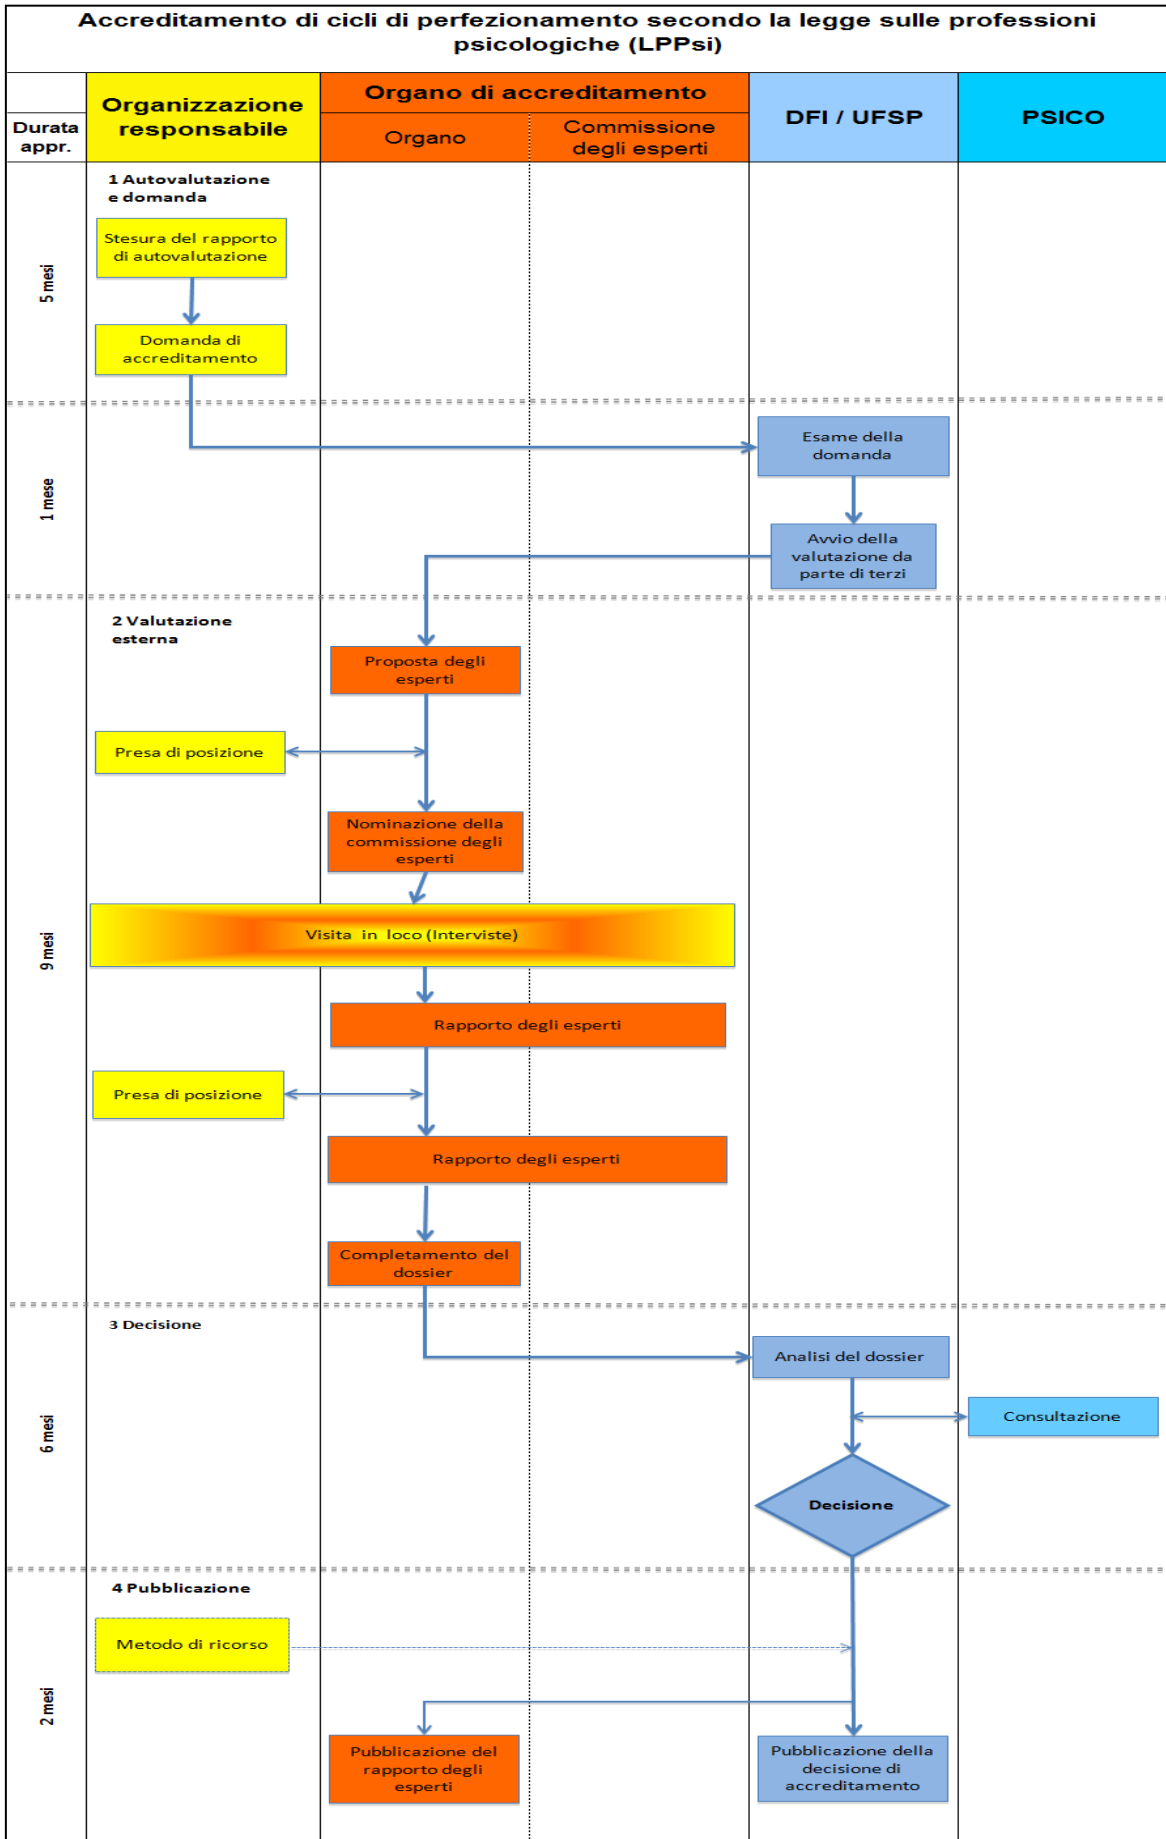 Accreditamento di cicli di perfezionamento secondo la legge sulle professioni
psicologiche (LPPsi)
Durata
appr.
Organizzazione
responsabile
Organo di accreditamento
Organo
Commissione
degli esperti
DFI / UFSP
PSICO
5 mesi
1 Autovalutazione
e domanda
Stesura del rapporto
di autovalutazione
Domanda di
accreditamento
1 mese
Esame della
domanda
Avvio della
valutazione da
parte di terzi
9 mesi
2 Valutazione
esterna
Proposta degli
esperti
Presa di posizione
Nominazione della
commissione degli
esperti
Visita in loco (Interviste)
Rapporto degli esperti
Presa di posizione
Rapporto degli esperti
Completamento del
dossier
6 mesi
3 Decisione
Analisi del dossier
Consultazione
Decisione
2 mesi
4 Pubblicazione
Metodo di ricorso
Pubblicazione del
rapporto degli
esperti
Pubblicazione della
decisione di
accreditamento